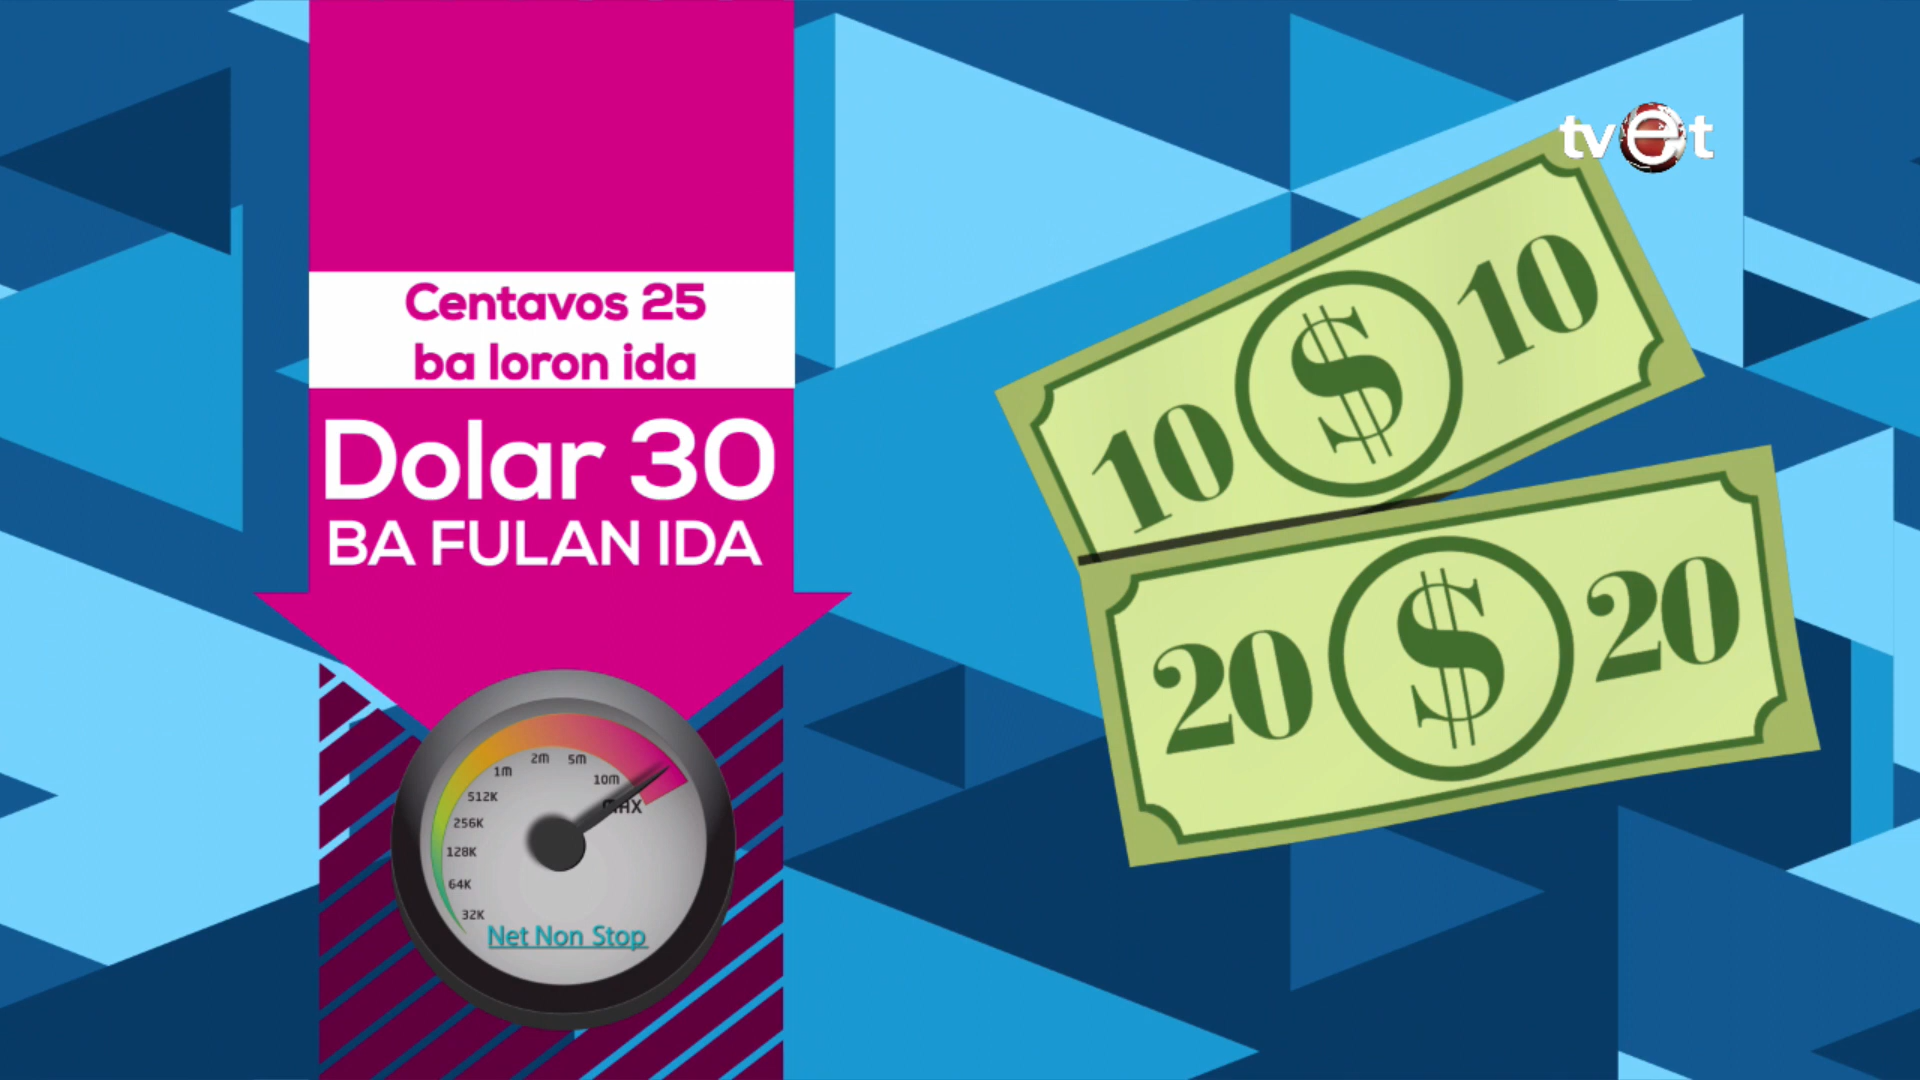 tvet
Centavos 25
ba loron ida
Dolar 30
BA FULAN IDA
10 $ 10
20 $ 20
2m
5m
1m
10m
512K
MAX
256K
128K
64K
32K
Net Non Stop